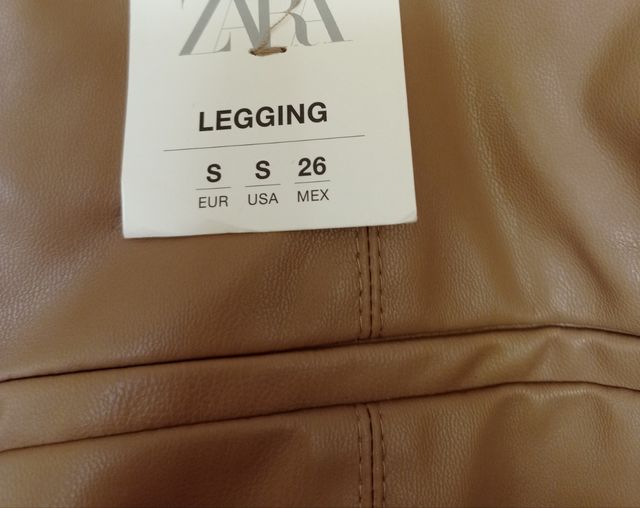 ZARA
LEGGING
S S 26
EUR USA MEX